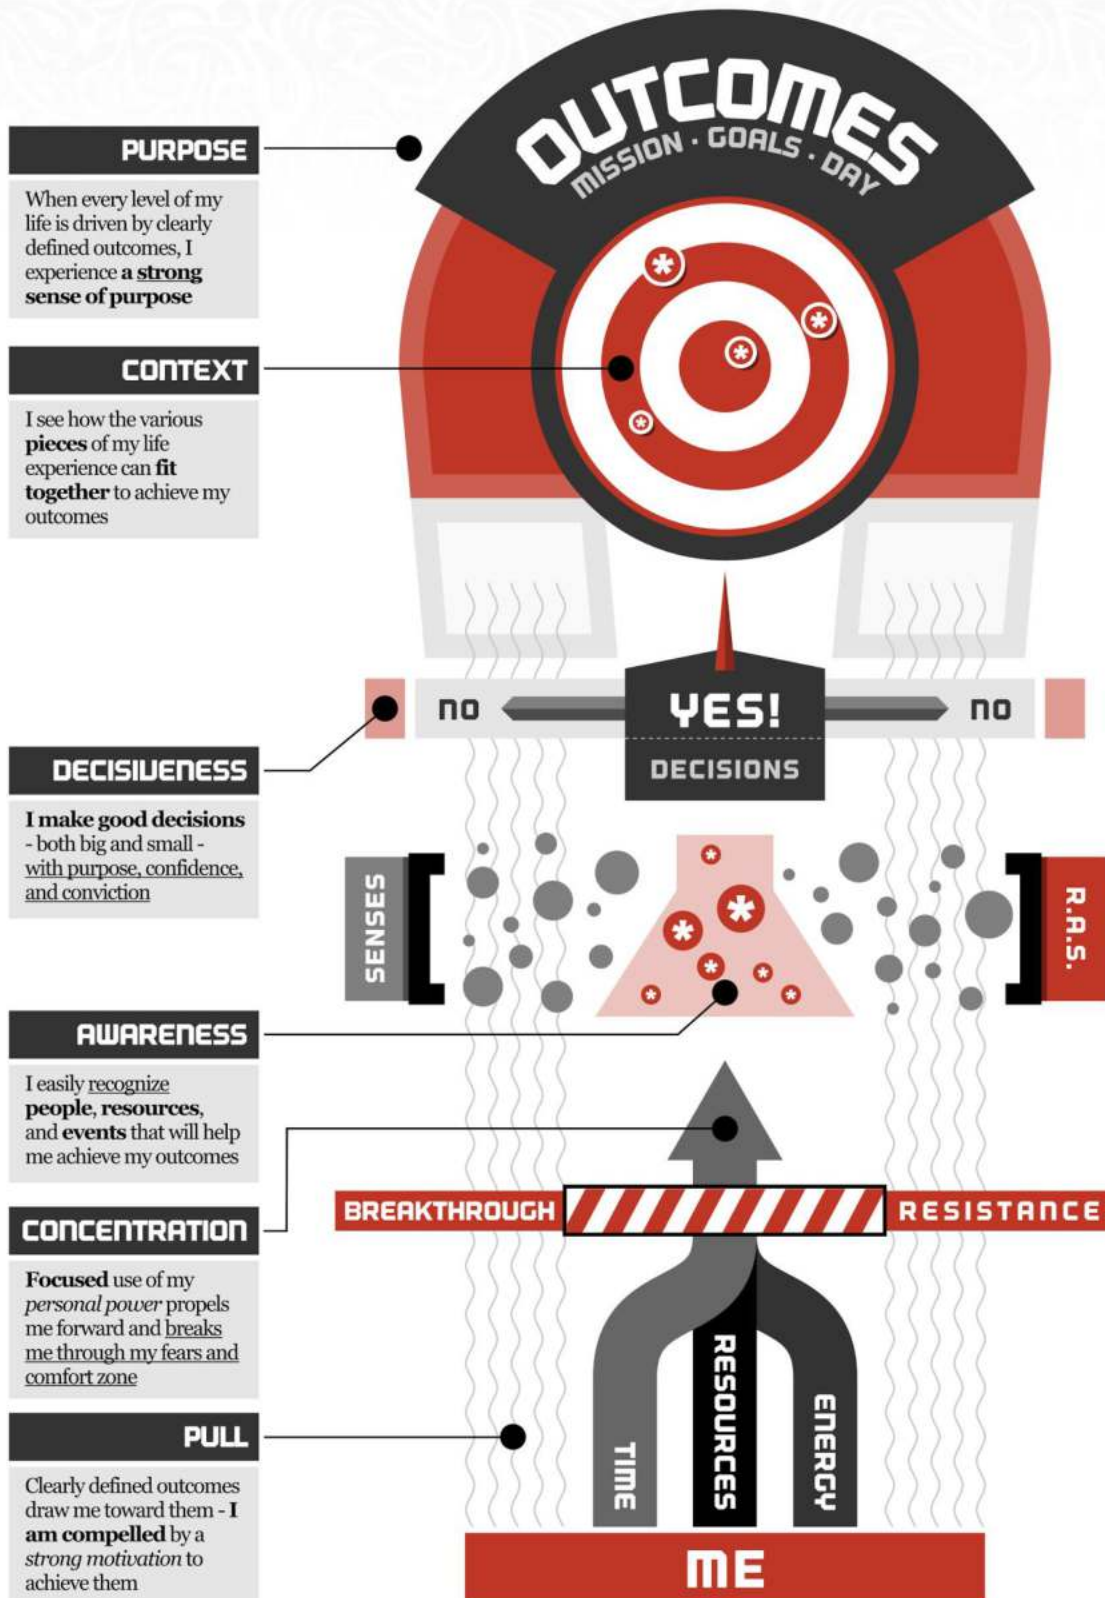 OUTCOMES
MISSION · GOALS · DAY
PURPOSE
When every level of my
life is driven by clearly
defined outcomes, I
experience a strong
sense of purpose
CONTEXT
I see how the various
pieces of my life
experience can fit
together to achieve my
outcomes
NO
YES!
NO
DECISIONS
DECISIVENESS
I make good decisions
- both big and small -
with purpose, confidence,
and conviction
SENSES
R.A.S.
AWARENESS
I easily recognize
people, resources,
and events that will help
me achieve my outcomes
BREAKTHROUGH
RESISTANCE
CONCENTRATION
Focused use of my
personal power propels
me forward and breaks
me through my fears and
comfort zone
TIME
RESOURCES
ENERGY
PULL
Clearly defined outcomes
draw me toward them - I
am compelled by a
strong motivation to
achieve them
ME